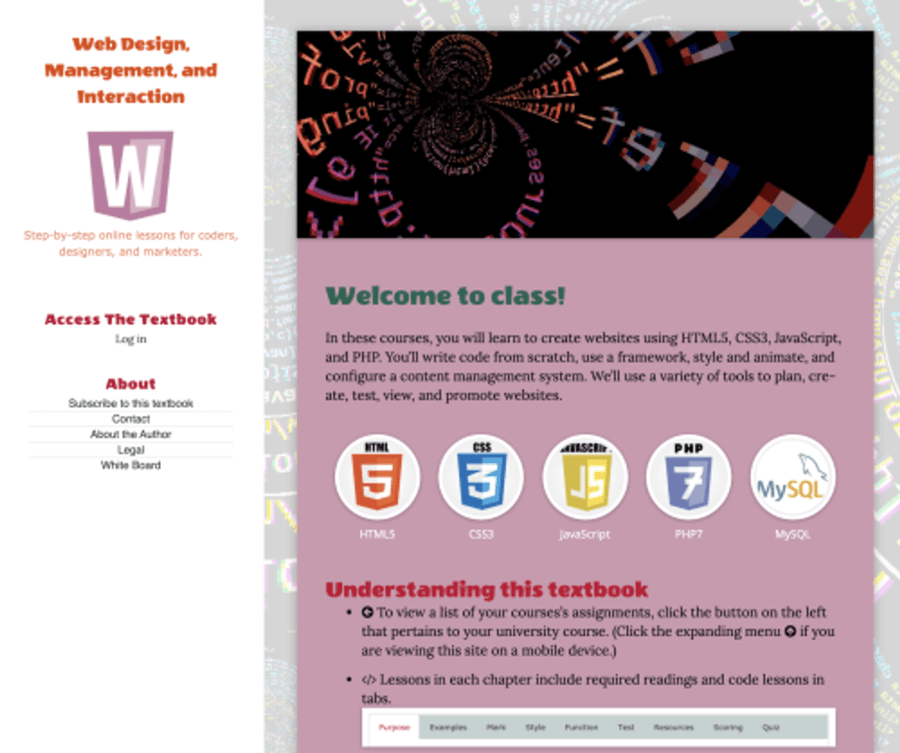 Web Design,
Management, and
Interaction
W
Step-by-step online lessons for coders,
designers, and marketers.
Access The Textbook
Log in
About
Subscribe to this textbook
Contact
About the Author
Legal
White Board
Welcome to class!
In these courses, you will learn to create websites using HTML5, CSS3, JavaScript,
and PHP. You'll write code from scratch, use a framework, style and animate, and
configure a content management system. We'll use a variety of tools to plan, cre-
ate, test, view, and promote websites.
HTML CSS JAVASCRIPT PHP
5 3 JS 7 MySQL
HTML5 CSS3 JavaScript PHP7 MySQL
Understanding this textbook
• To view a list of your courses's assignments, click the button on the left
that pertains to your university course. (Click the expanding menu if you
are viewing this site on a mobile device.)
• </> Lessons in each chapter include required readings and code lessons in
tabs.
Purpose Examples Mark Style Function Test Resources Scoring Quiz